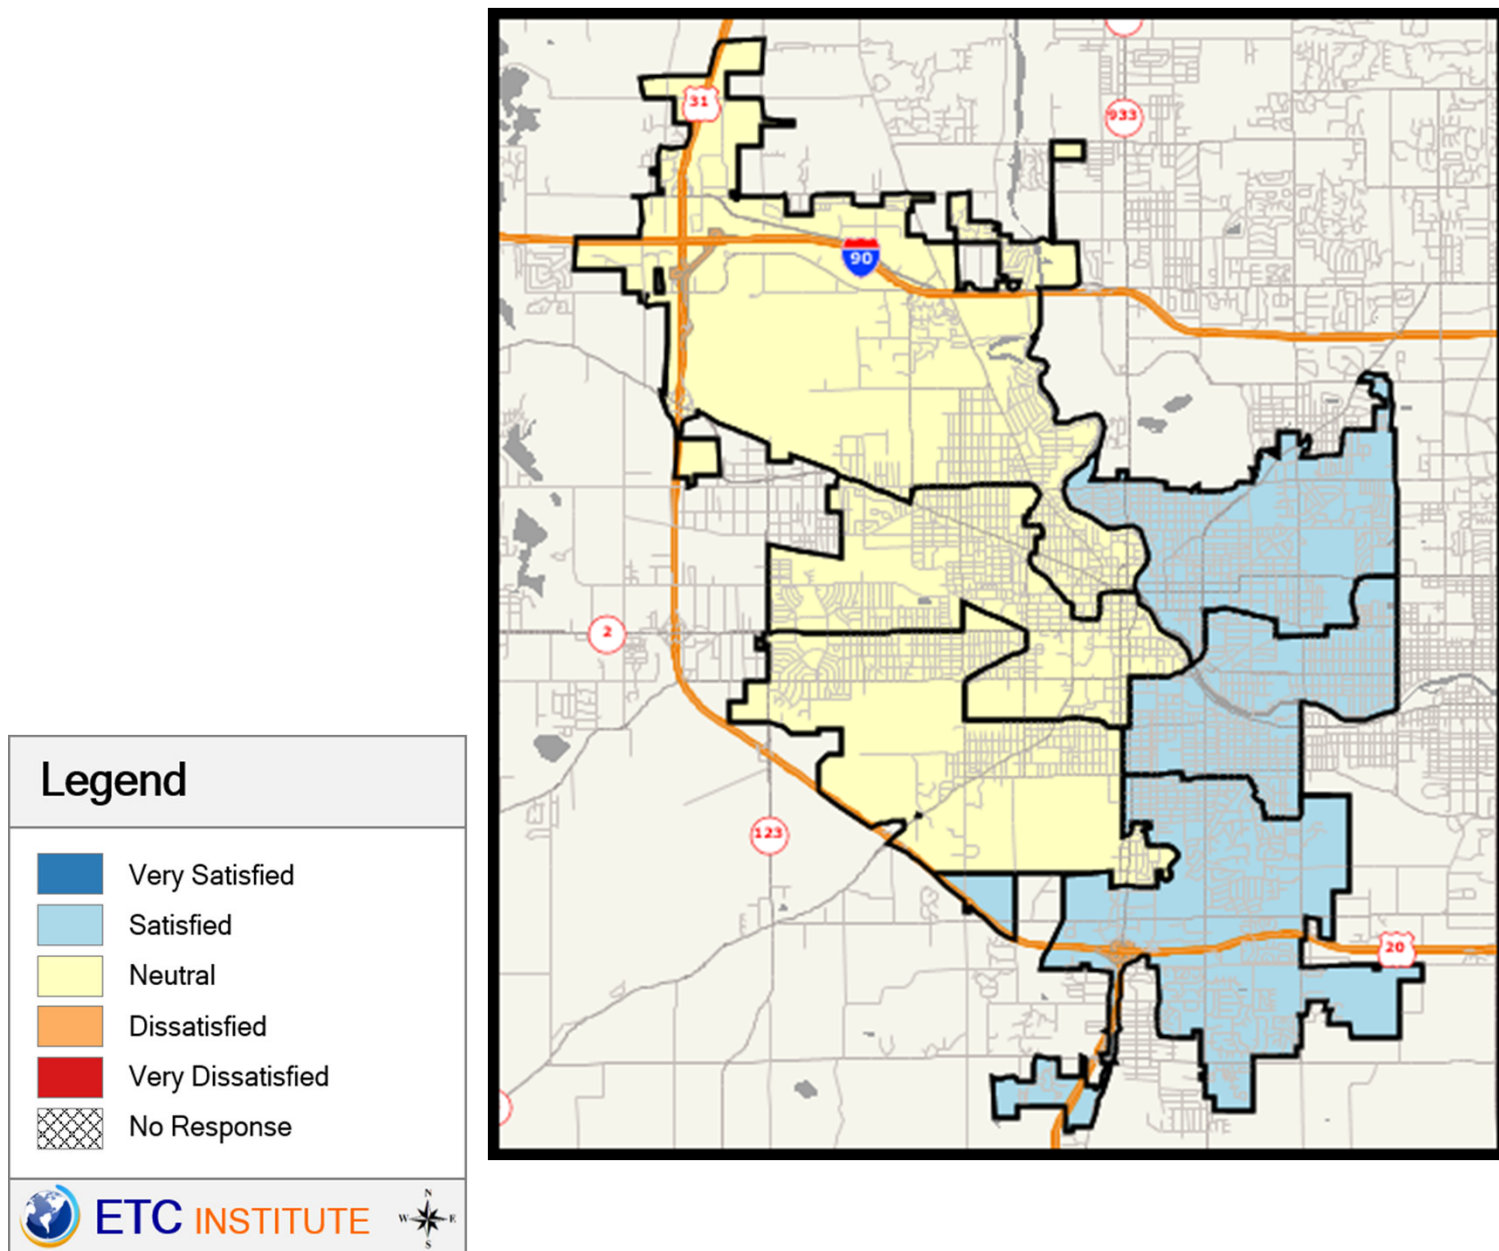 31
933
90
2
123
20
Legend
Very Satisfied
Satisfied
Neutral
Dissatisfied
Very Dissatisfied
No Response
ETC INSTITUTE
N
W E
S